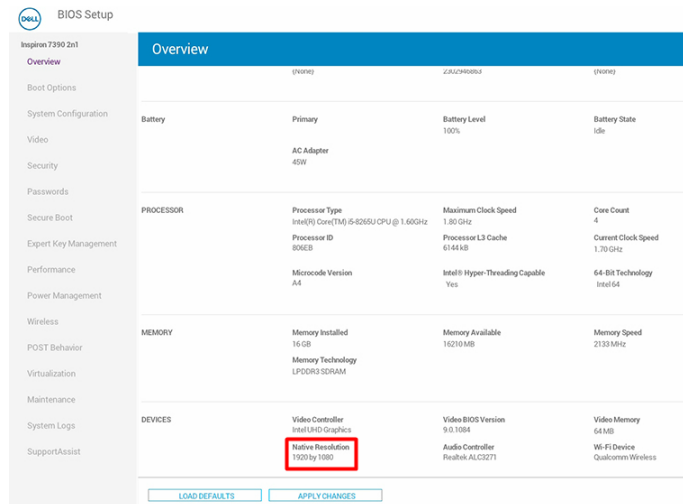 DELL
BIOS Setup
Inspiron 7390 2n1
Overview
Boot Options
System Configuration
Video
Security
Passwords
Secure Boot
Expert Key Management
Performance
Power Management
Wireless
POST Behavior
Virtualization
Maintenance
System Logs
SupportAssist
Overview
(None) 2302946863 (None)
Battery Primary Battery Level Battery State
100% Idle
AC Adapter
45W
PROCESSOR Processor Type Maximum Clock Speed Core Count
Intel(R) Core(TM) i5-8265U CPU @ 1.60GHz 1.80 GHz 4
Processor ID Processor L3 Cache Current Clock Speed
806EB 6144 kB 1.70 GHz
Microcode Version Intel® Hyper-Threading Capable 64-Bit Technology
A4 Yes Intel 64
MEMORY Memory Installed Memory Available Memory Speed
16 GB 16210 MB 2133 MHz
Memory Technology
LPDDR3 SDRAM
DEVICES Video Controller Video BIOS Version Video Memory
Intel UHD Graphics 9.0.1084 64 MB
Native Resolution Audio Controller Wi-Fi Device
1920 by 1080 Realtek ALC3271 Qualcomm Wireless
LOAD DEFAULTS APPLY CHANGES